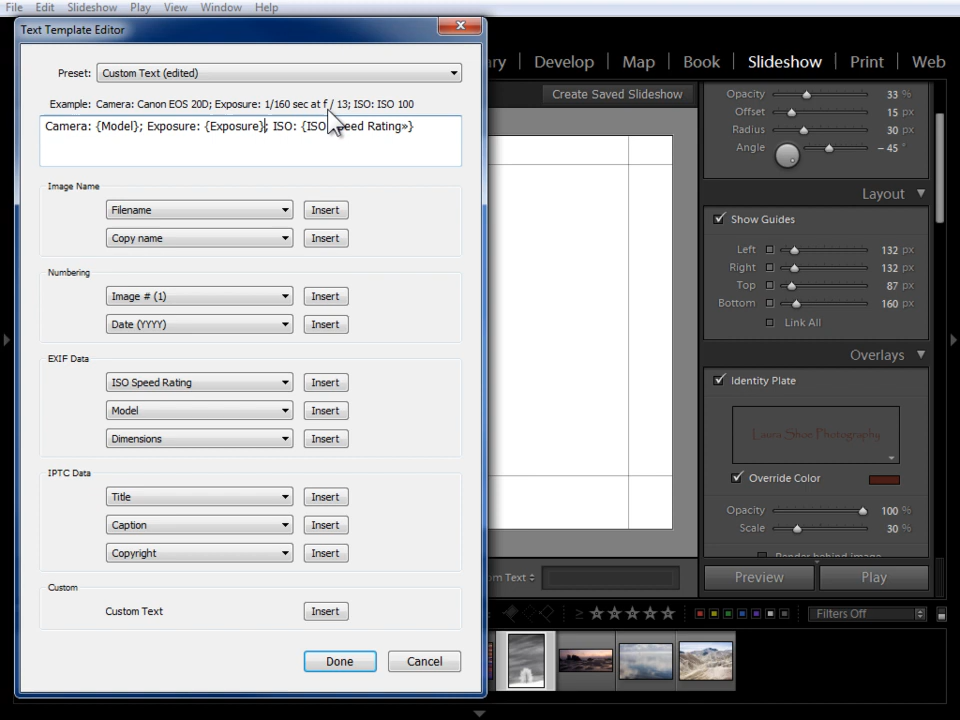 File Edit Slideshow Play View Window Help
Text Template Editor
Preset: Custom Text (edited)
Example: Camera: Canon EOS 20D; Exposure: 1/160 sec at f / 13; ISO: ISO 100
Camera: {Model}; Exposure: {Exposure}; ISO: {ISO Speed Rating»}
Image Name
Filename Insert
Copy name Insert
Numbering
Image # (1) Insert
Date (YYYY) Insert
EXIF Data
ISO Speed Rating Insert
Model Insert
Dimensions Insert
IPTC Data
Title Insert
Caption Insert
Copyright Insert
Custom
Custom Text Insert
Done Cancel
ry | Develop | Map | Book | Slideshow | Print | Web
Create Saved Slideshow
Opacity 33 %
Offset 15 px
Radius 30 px
Angle – 45 °
Layout
Show Guides
Left 132 px
Right 132 px
Top 87 px
Bottom 160 px
Link All
Overlays
Identity Plate
Laura Shoe Photography
Override Color
Opacity 100 %
Scale 30 %
Render behind image
om Text
Preview Play
Filters Off